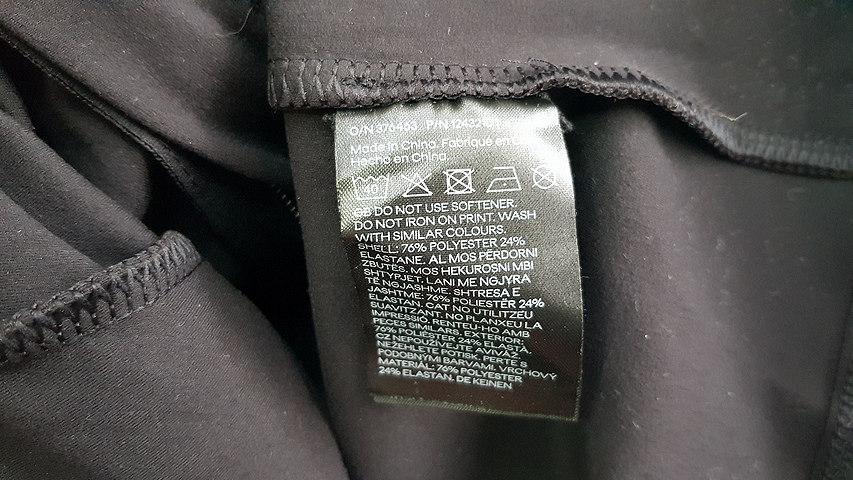 O/N 376463 P/N
Made in China. Fabriqué en
Hecho en China
40
GB DO NOT USE SOFTENER.
DO NOT IRON ON PRINT. WASH
WITH SIMILAR COLOURS.
SHELL: 76% POLYESTER 24%
ELASTANE. AL MOS PËRDORNI
ZBUTËS. MOS HEKUROSNI MBI
SHTYPJET. LANI ME NGJYRA
TË NGJASHME. SHTRESA E
JASHTME: 76% POLIESTËR 24%
ELASTAN. CAT NO UTILITZEU
SUAVITZANT. NO PLANXEU LA
IMPRESSIÓ. RENTEU-HO AMB
PECES SIMILARS. EXTERIOR:
76% POLIÈSTER 24% ELASTÀ.
CZ NEPOUŽÍVEJTE AVIVÁŽ.
NEŽEHLETE POTISK. PERTE S
PODOBNÝMI BARVAMI. VRCHOVÝ
MATERIÁL: 76% POLYESTER
24% ELASTAN. DE KEINEN